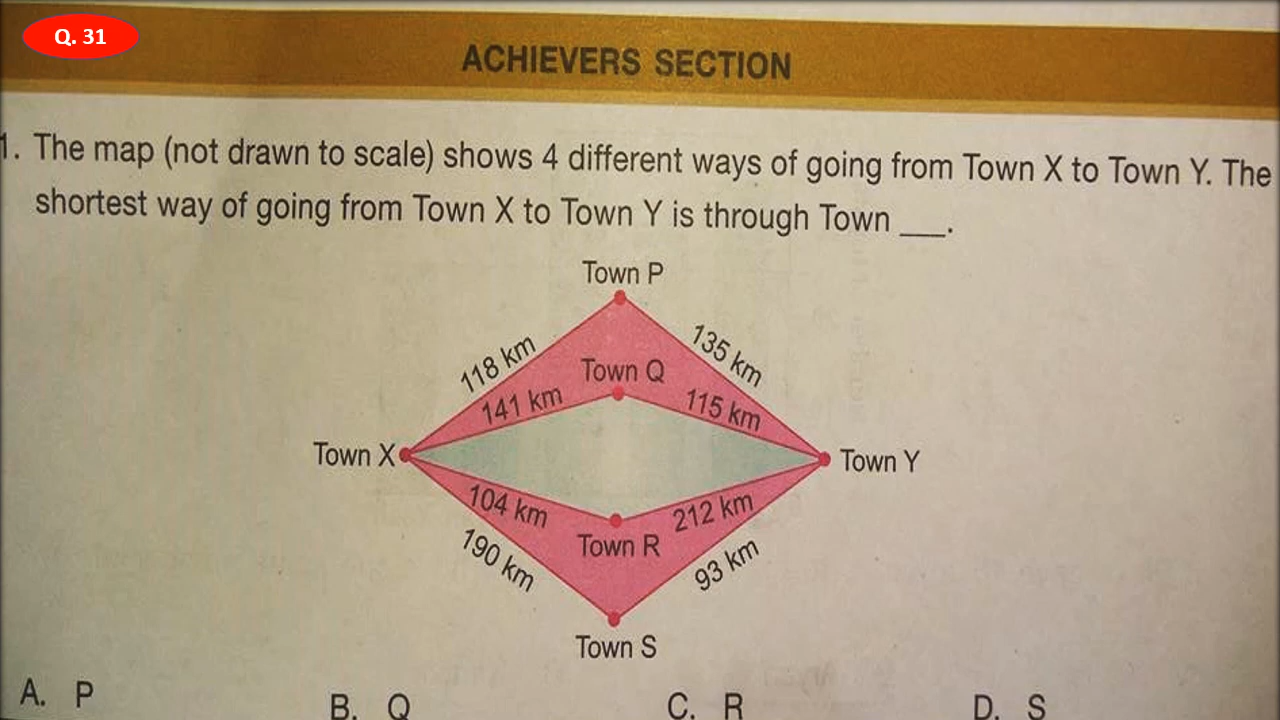 Q. 31
ACHIEVERS SECTION
1. The map (not drawn to scale) shows 4 different ways of going from Town X to Town Y. The
shortest way of going from Town X to Town Y is through Town ___.
Town P
118 km
135 km
Town Q
141 km
115 km
Town X
Town Y
104 km
212 km
Town R
190 km
93 km
Town S
A. P
B. Q
C. R
D. S